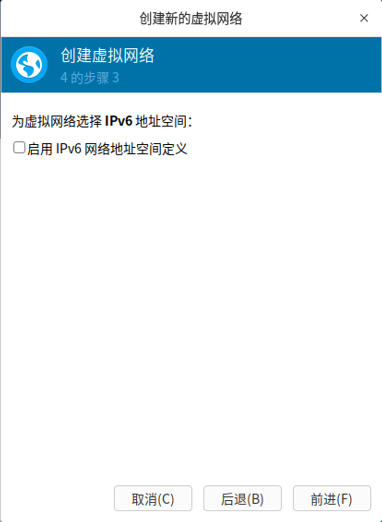 创建新的虚拟网络
创建虚拟网络
4 的步骤 3
为虚拟网络选择 IPv6 地址空间：
启用 IPv6 网络地址空间定义
取消(C) 后退(B) 前进(F)